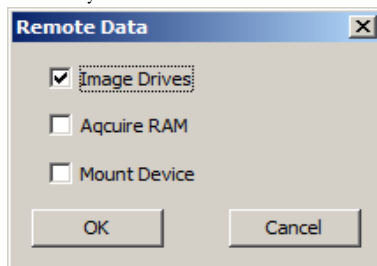 Remote Data
Image Drives
Aqcuire RAM
Mount Device
OK Cancel